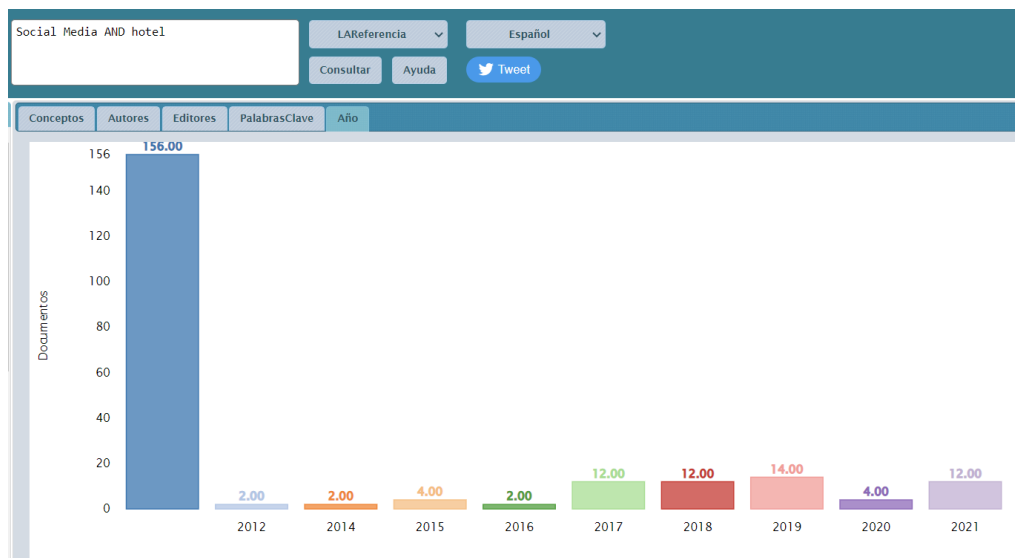 Social Media AND hotel
LAReferencia
Español
Consultar
Ayuda
Tweet
Conceptos
Autores
Editores
PalabrasClave
Año
Documentos
156
140
120
100
80
60
40
20
0
156.00
2.00
2.00
4.00
2.00
12.00
12.00
14.00
4.00
12.00
2012
2014
2015
2016
2017
2018
2019
2020
2021